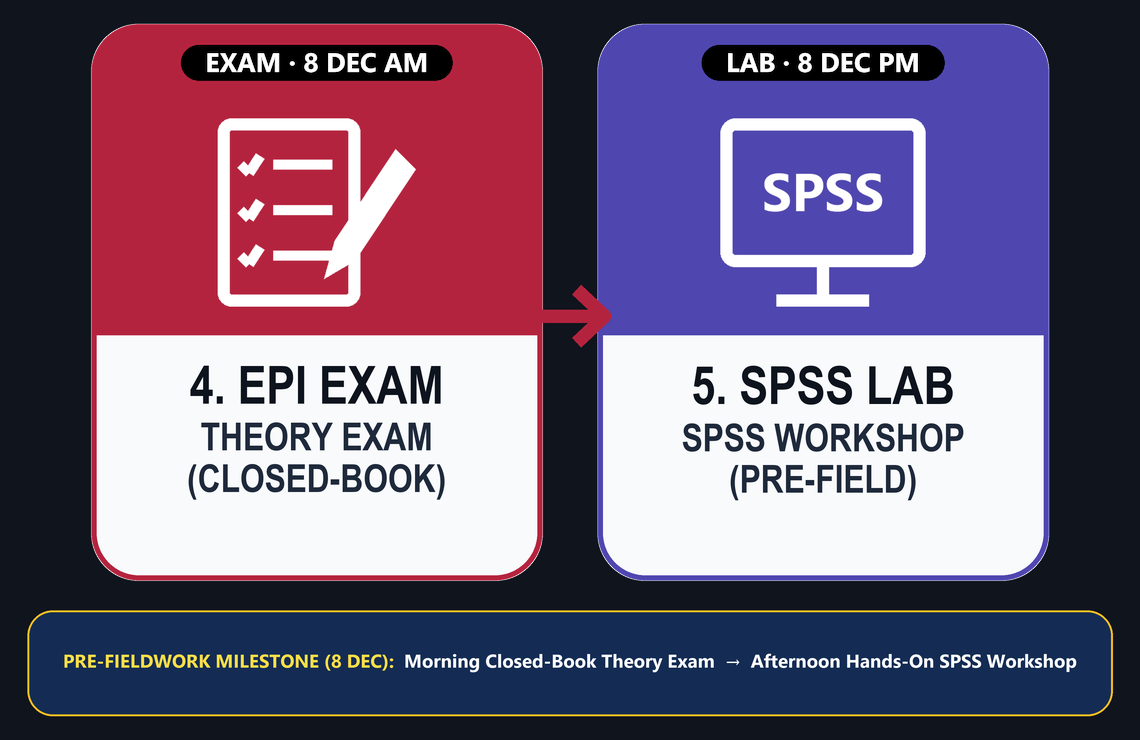 EXAM · 8 DEC AM
4. EPI EXAM
THEORY EXAM
(CLOSED-BOOK)
LAB · 8 DEC PM
SPSS
5. SPSS LAB
SPSS WORKSHOP
(PRE-FIELD)
PRE-FIELDWORK MILESTONE (8 DEC): Morning Closed-Book Theory Exam → Afternoon Hands-On SPSS Workshop